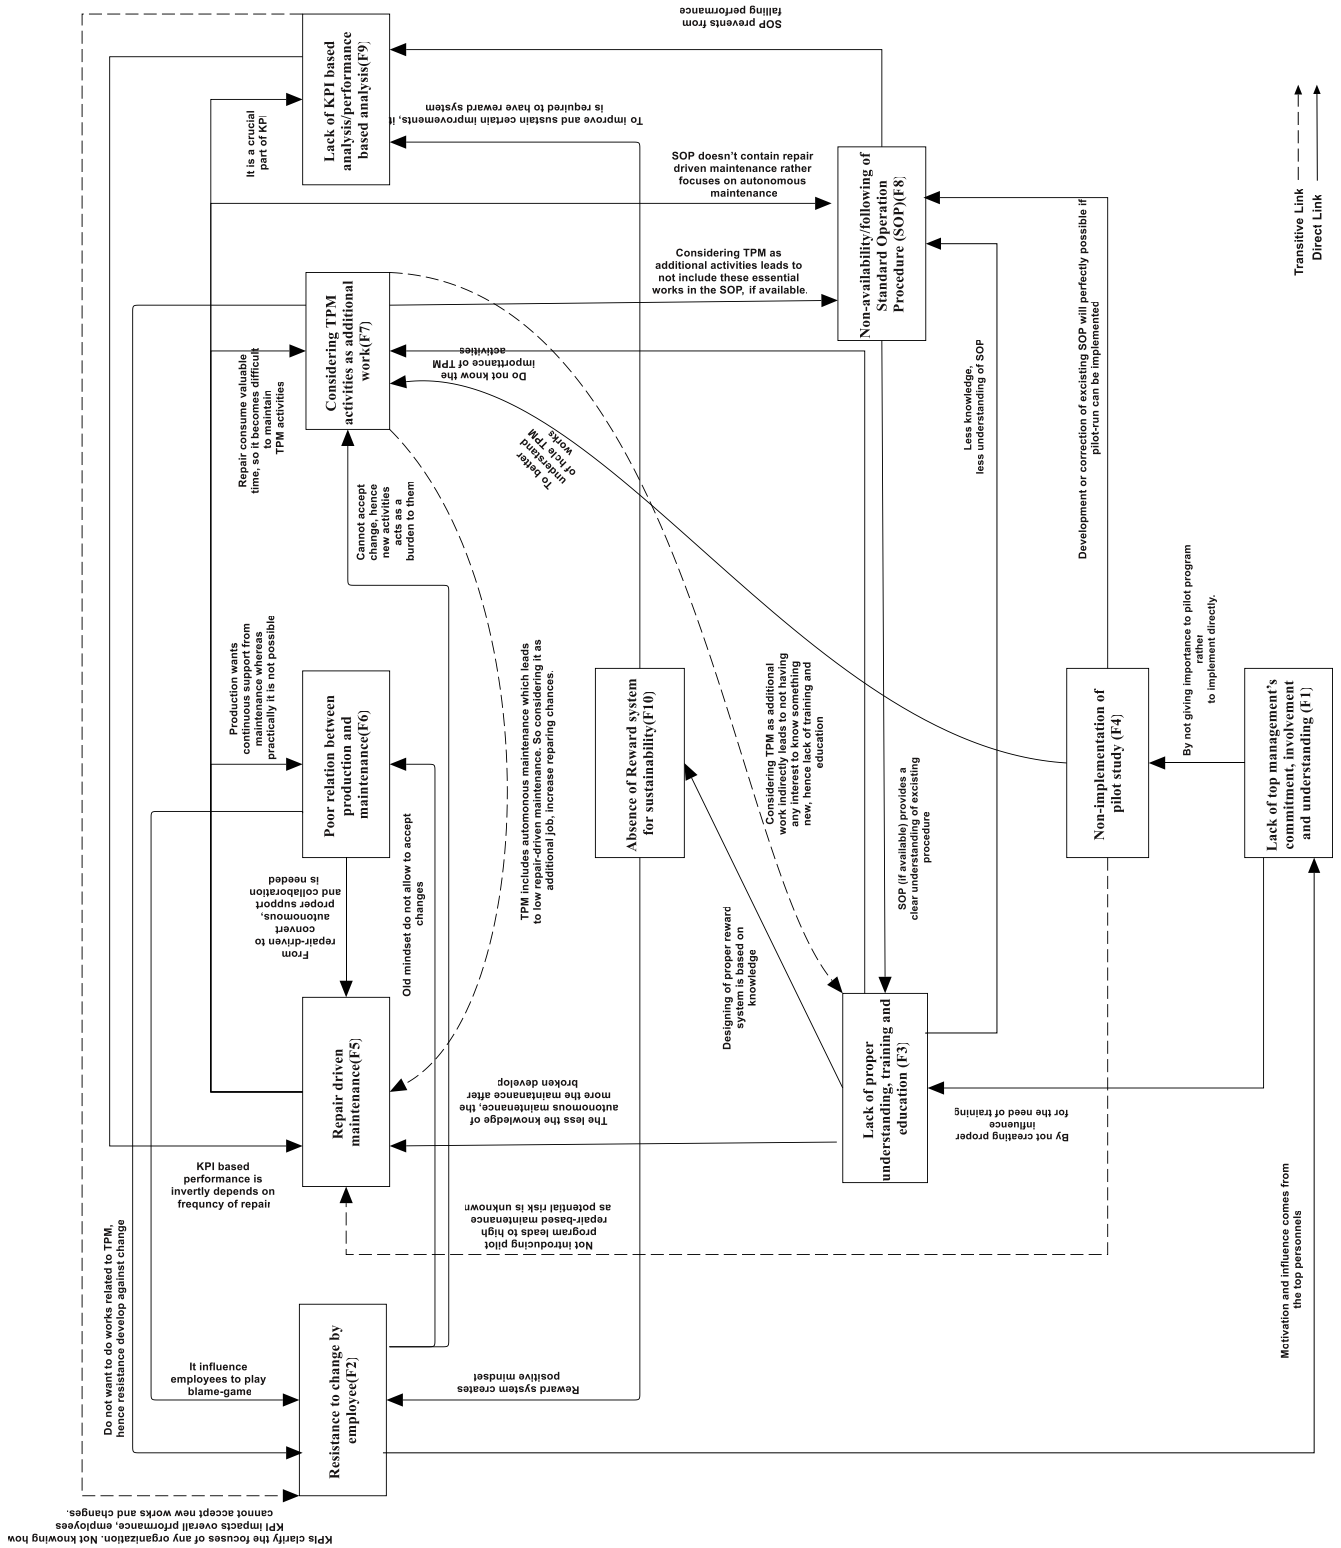 SOP prevents from
falling performance
Lack of KPI based
analysis/performance
based analysis(F9)
It is a crucial
part of KPI
To improve and sustain certain improvements, it
is required to have reward system
SOP doesn't contain repair
driven maintenance rather
focuses on autonomous
maintenance
Non-availability/following of
Standard Operation
Procedure (SOP)(F8)
Transitive Link
Direct Link
Considering TPM as
additional activities leads to
not include these essential
works in the SOP, if available.
Considering TPM
activities as additional
work(F7)
Do not know the
importance of TPM
activities
Repair consume valuable
time, so it becomes difficult
to maintain
TPM activities
To better
understand
of hole TPM
works
Cannot accept
change, hence
new activities
acts as a
burden to them
Less knowledge,
less understanding of SOP
Development or correction of excisting SOP will perfectly possible if
pilot-run can be implemented
Production wants
continuous support from
maintenance whereas
practically it is not possible
Poor relation between
production and
maintenance(F6)
TPM includes automonous maintenance which leads
to low repair-driven maintenance. So considering it as
additional job, increase repairing chances.
Absence of Reward system
for sustainability(F10)
Considering TPM as additional
work indirectly leads to not having
any interest to know something
new, hence lack of training and
education
SOP (if available) provides a
clear understanding of excisting
procedure
Non-implementation of
pilot study (F4)
By not giving importance to pilot program
rather
to implement directly.
Lack of top management's
commitment, involvement
and understanding (F1)
From
repair-driven to
convert
autonomous,
proper support
and collaboration
is needed
Old mindset do not allow to accept
changes
Designing of proper reward
system is based on
knowledge
Repair driven
maintenance(F5)
The less the knowledge of
autonomous maintenance, the
more the maintanance after
broken develop
Lack of proper
understanding, training and
education (F3)
By not creating proper
influence
for the need of training
KPI based
performance is
invertly depends on
frequncy of repair
Not introducing pilot
program leads to high
repair-based maintenance
as potential risk is unknown
Motivation and influence comes from
the top personnels
Do not want to do works related to TPM,
hence resistance develop against change
It influence
employees to play
blame-game
Resistance to change by
employee(F2)
Reward system creates
positive mindset
KPIs clarify the focuses of any organization. Not knowing how
KPI impacts overall prformance, employees
cannot accept new works and changes.